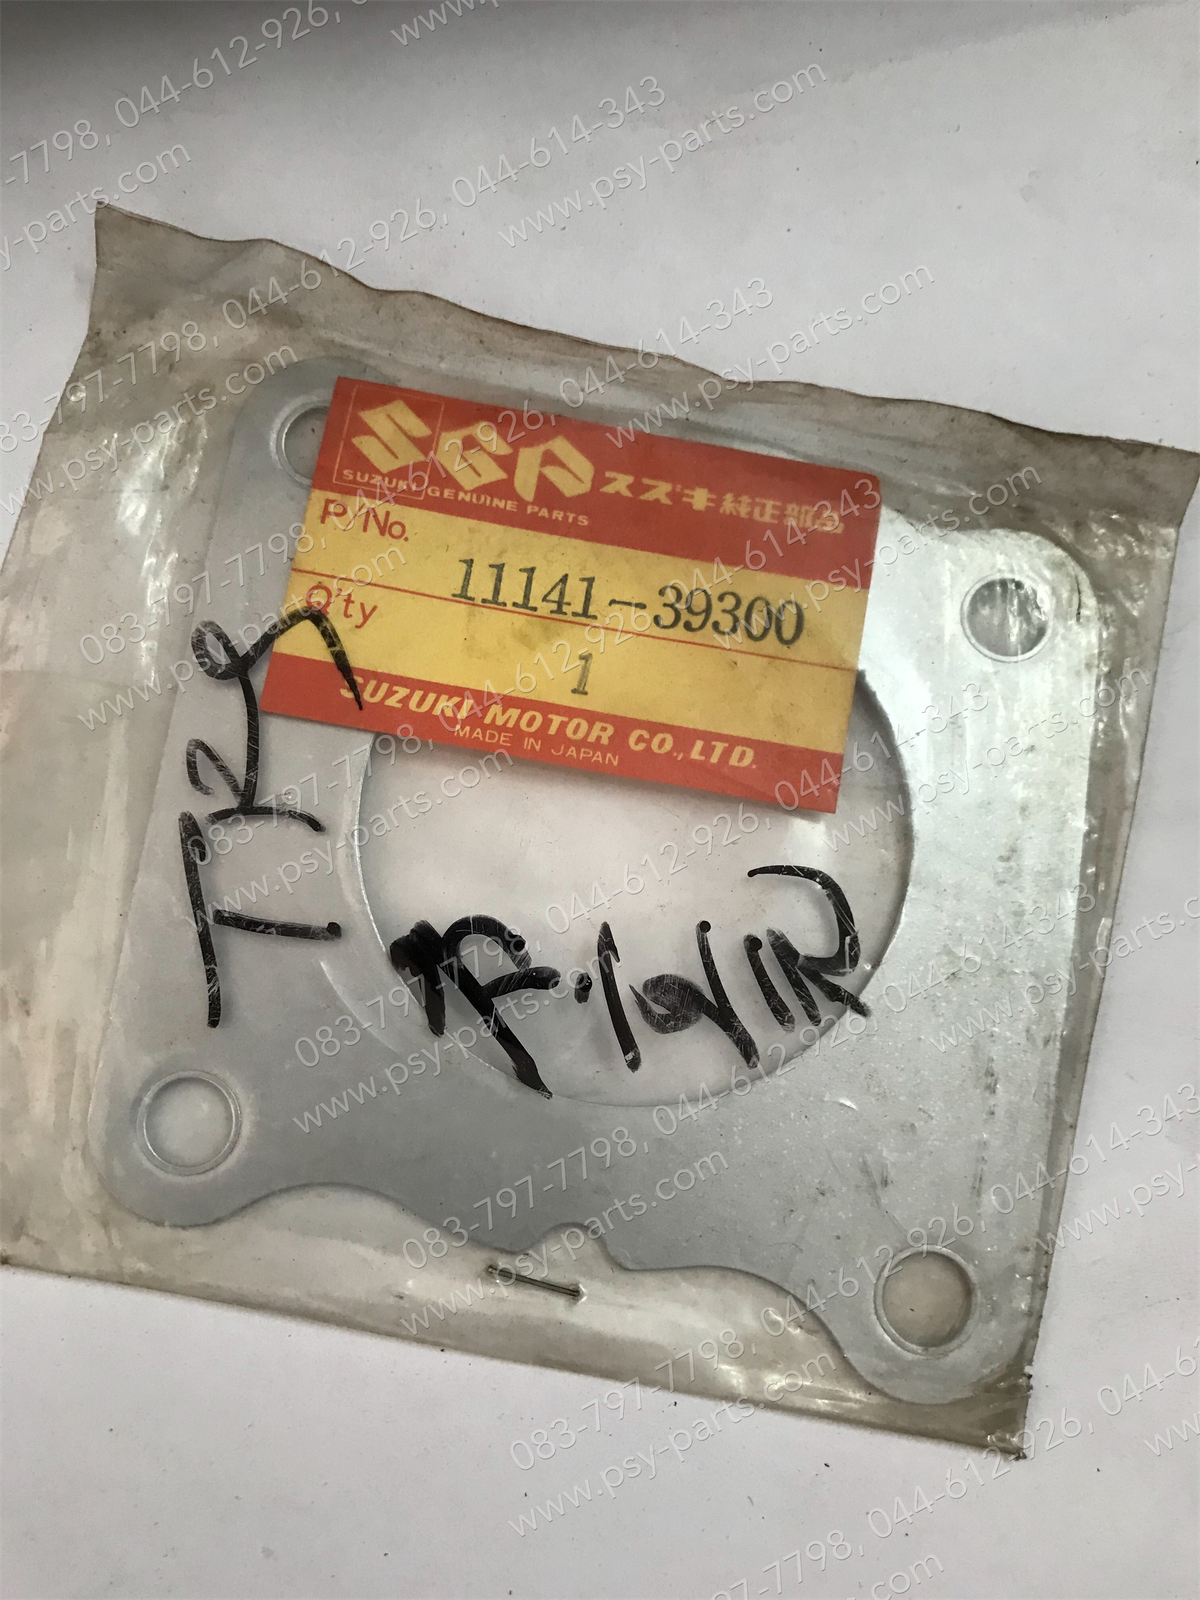 SUZUKI
SGP スズキ純正部品
SUZUKI GENUINE PARTS
P/No.
11141-39300
Q'ty
1
SUZUKI MOTOR CO., LTD.
MADE IN JAPAN
083-797-7798, 044-612-926, 044-614-343
www.psy-parts.com